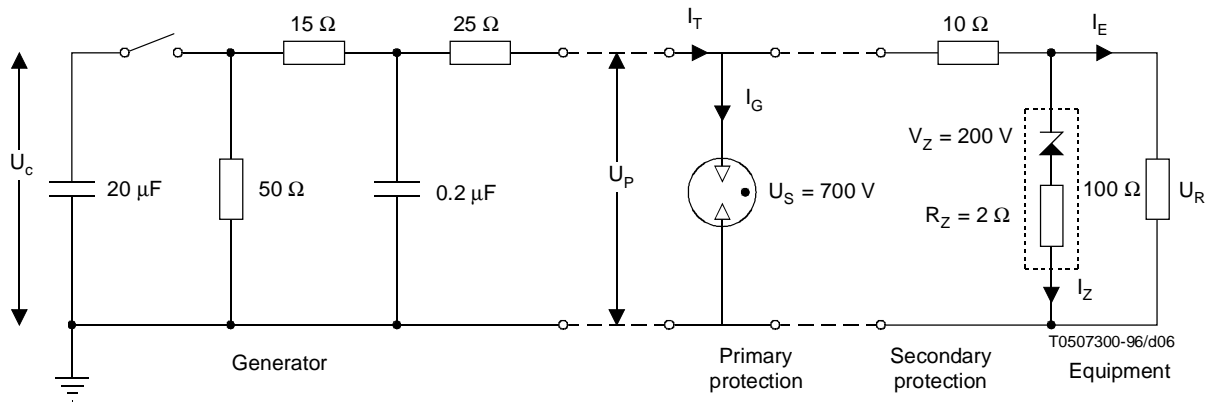 I_T
I_E
15 Ω
25 Ω
10 Ω
I_G
V_Z = 200 V
U_c
20 µF
50 Ω
0.2 µF
U_P
U_S = 700 V
100 Ω
U_R
R_Z = 2 Ω
I_Z
T0507300-96/d06
Generator
Primary
protection
Secondary
protection
Equipment